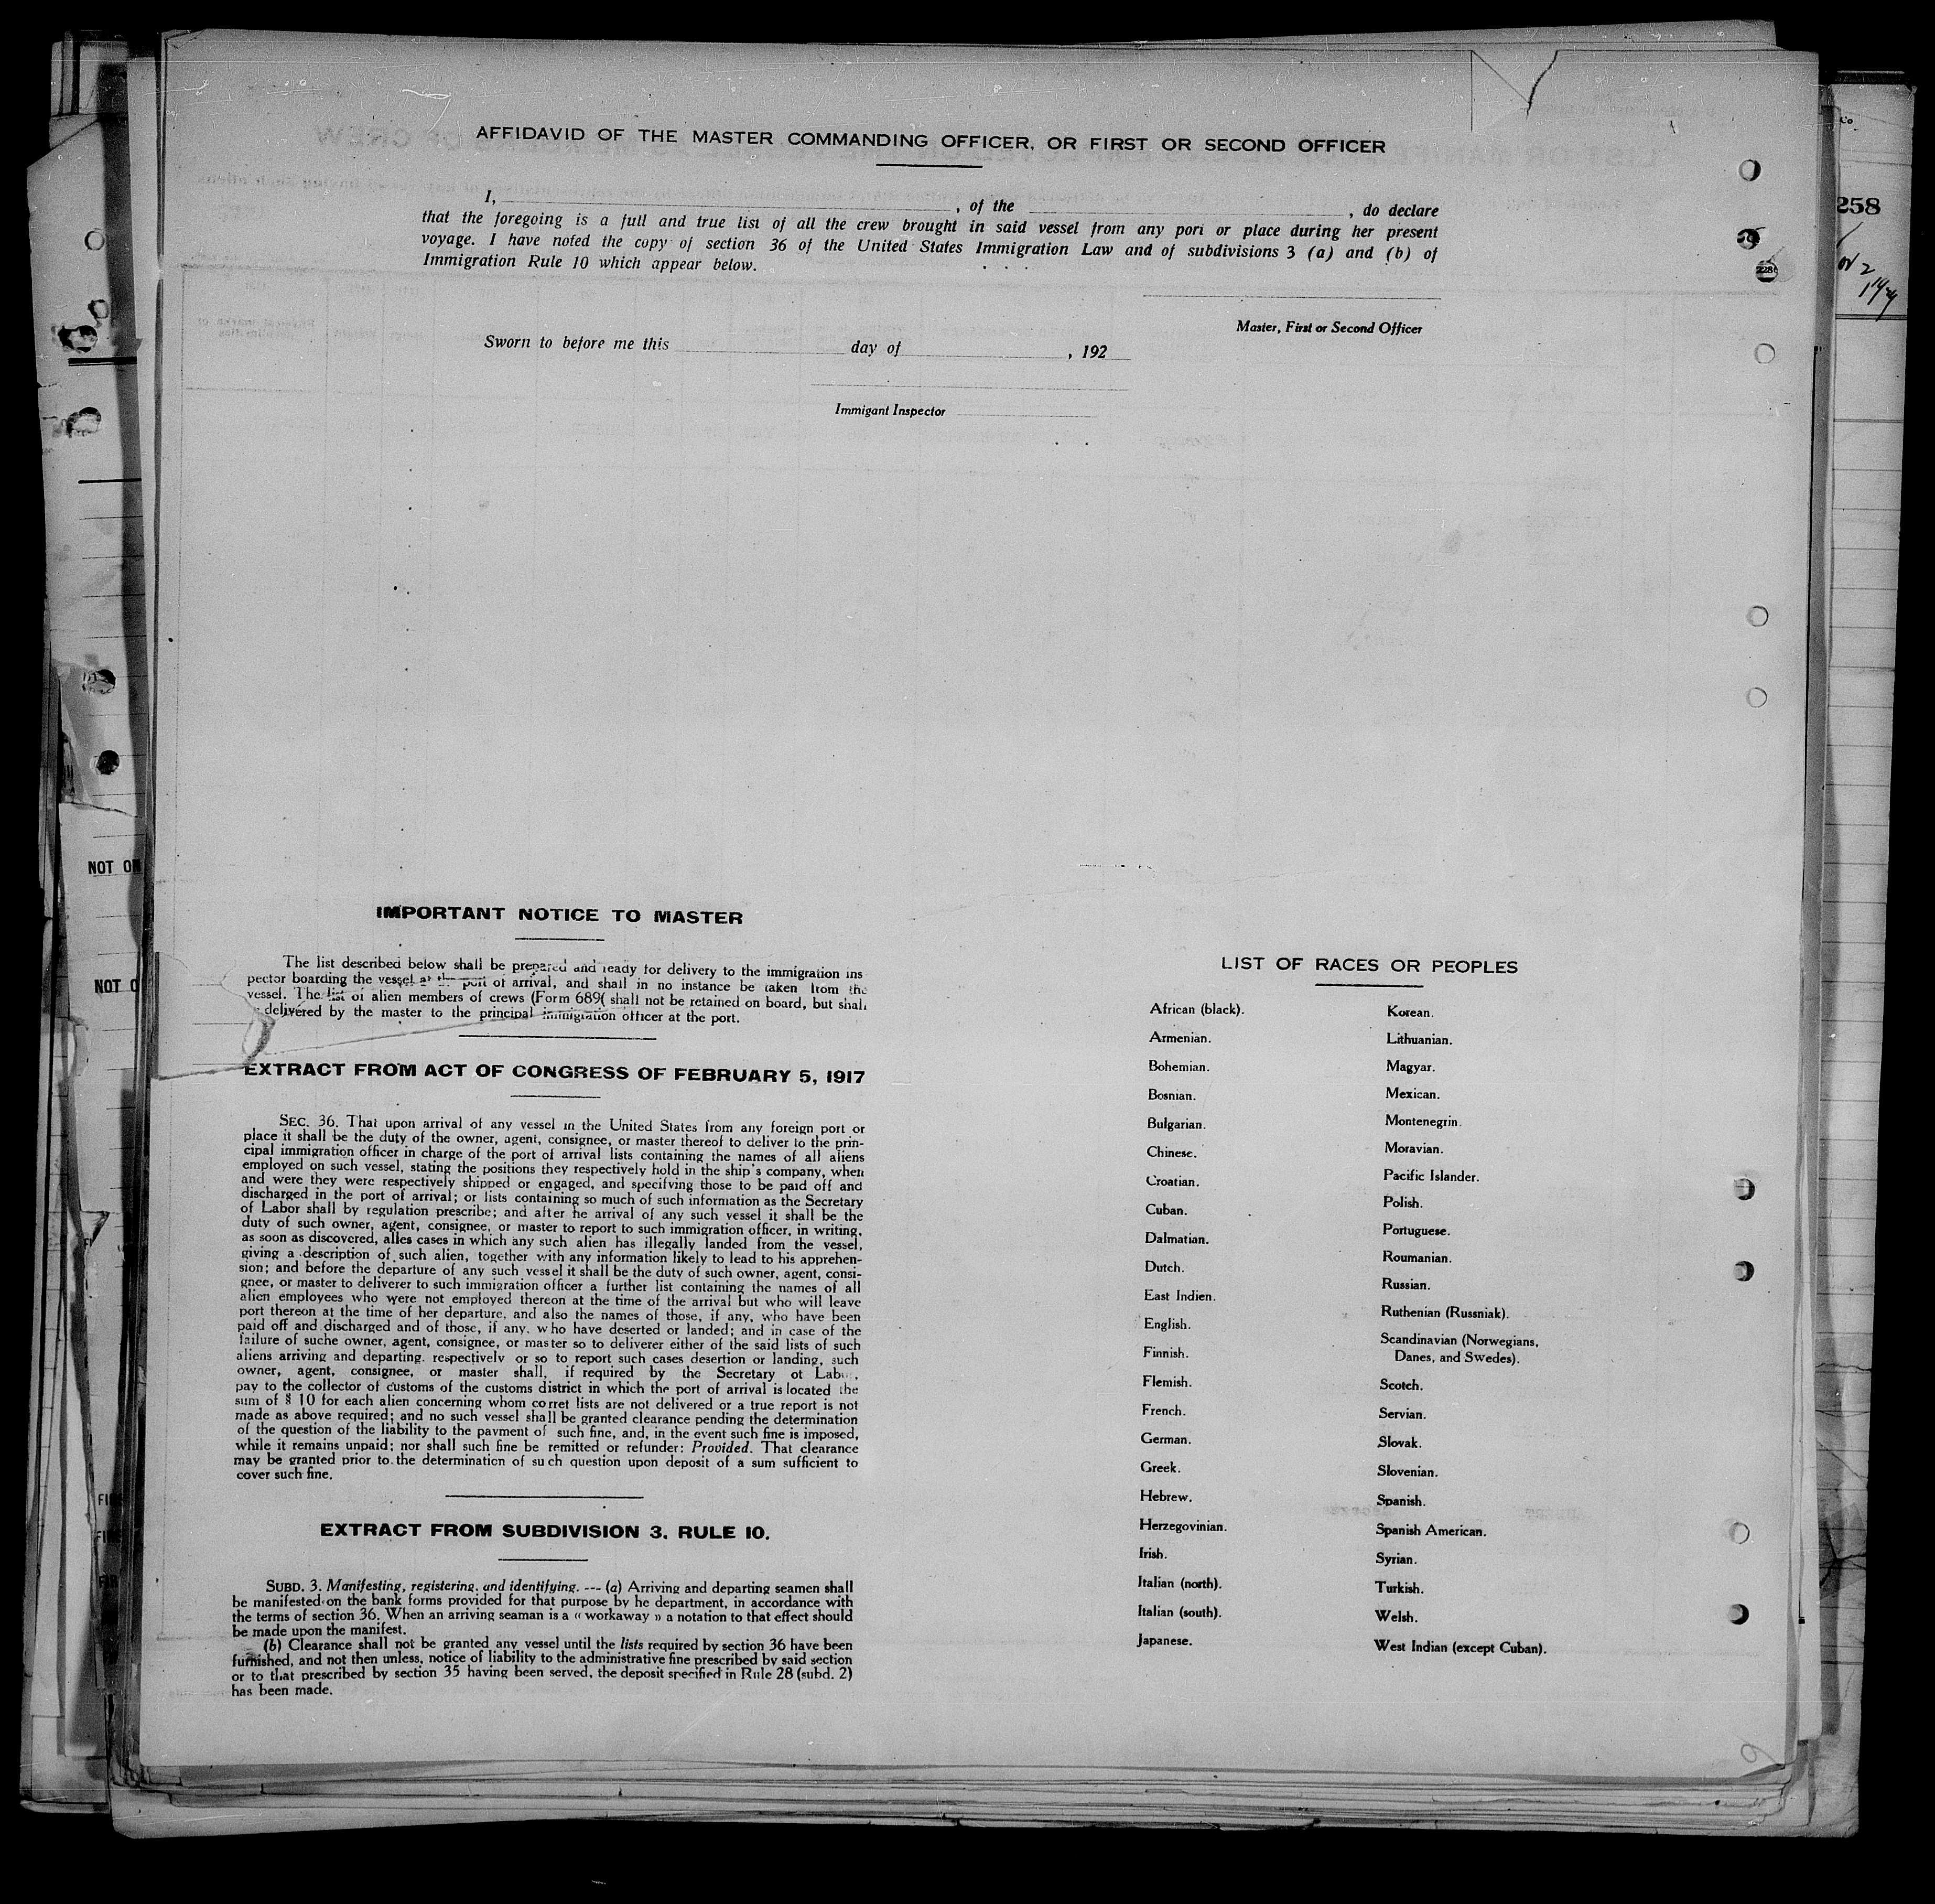 AFFIDAVID OF THE MASTER COMMANDING OFFICER, OR FIRST OR SECOND OFFICER
I, , of the , do declare
that the foregoing is a full and true list of all the crew brought in said vessel from any pori or place during her present
voyage. I have noted the copy of section 36 of the United States Immigration Law and of subdivisions 3 (a) and (b) of
Immigration Rule 10 which appear below.
Master, First or Second Officer
Sworn to before me this day of , 192
Immigant Inspector
258
NOT ON
NOT O
IMPORTANT NOTICE TO MASTER
The list described below shall be prepared and ready for delivery to the immigration ins
pector boarding the vessel at the port of arrival, and shall in no instance be taken from the
vessel. The list of alien members of crews (Form 689( shall not be retained on board, but shall
delivered by the master to the principal immigration officer at the port.
EXTRACT FROM ACT OF CONGRESS OF FEBRUARY 5, 1917
SEC. 36. That upon arrival of any vessel in the United States from any foreign port or
place it shall be the duty of the owner, agent, consignee, or master thereof to deliver to the prin-
cipal immigration officer in charge of the port of arrival lists containing the names of all aliens
employed on such vessel, stating the positions they respectively hold in the ship's company, when
and were they were respectively shipped or engaged, and specifying those to be paid off and
discharged in the port of arrival; or lists containing so much of such information as the Secretary
of Labor shall by regulation prescribe; and after he arrival of any such vessel it shall be the
duty of such owner, agent, consignee, or master to report to such immigration officer, in writing,
as soon as discovered, alles cases in which any such alien has illegally landed from the vessel,
giving a description of such alien, together with any information likely to lead to his apprehen-
sion; and before the departure of any such vessel it shall be the duty of such owner, agent, consi-
gnee, or master to deliverer to such immigration officer a further list containing the names of all
alien employees who were not employed thereon at the time of the arrival but who will leave
port thereon at the time of her departure, and also the names of those, if any, who have been
paid off and discharged and of those, if any, who have deserted or landed; and in case of the
failure of suche owner, agent, consignee, or master so to deliverer either of the said lists of such
aliens arriving and departing, respectively or so to report such cases desertion or landing, such
owner, agent, consignee, or master shall, if required by the Secretary of Labor,
pay to the collector of customs of the customs district in which the port of arrival is located the
sum of $ 10 for each alien concerning whom corret lists are not delivered or a true report is not
made as above required; and no such vessel shall be granted clearance pending the determination
of the question of the liability to the payment of such fine, and, in the event such fine is imposed,
while it remains unpaid; nor shall such fine be remitted or refunder: Provided. That clearance
may be granted prior to the determination of such question upon deposit of a sum sufficient to
cover such fine.
EXTRACT FROM SUBDIVISION 3, RULE 10.
SUBD. 3. Manifesting, registering, and identifying. --- (a) Arriving and departing seamen shall
be manifested on the bank forms provided for that purpose by he department, in accordance with
the terms of section 36. When an arriving seaman is a « workaway » a notation to that effect should
be made upon the manifest.
(b) Clearance shall not be granted any vessel until the lists required by section 36 have been
furnished, and not then unless, notice of liability to the administrative fine prescribed by said section
or to that prescribed by section 35 having been served, the deposit specified in Rule 28 (subd. 2)
has been made.
LIST OF RACES OR PEOPLES
African (black).
Armenian.
Bohemian.
Bosnian.
Bulgarian.
Chinese.
Croatian.
Cuban.
Dalmatian.
Dutch.
East Indien.
English.
Finnish.
Flemish.
French.
German.
Greek.
Hebrew.
Herzegovinian.
Irish.
Italian (north).
Italian (south).
Japanese.
Korean.
Lithuanian.
Magyar.
Mexican.
Montenegrin.
Moravian.
Pacific Islander.
Polish.
Portuguese.
Roumanian.
Russian.
Ruthenian (Russniak).
Scandinavian (Norwegians,
Danes, and Swedes).
Scotch.
Servian.
Slovak.
Slovenian.
Spanish.
Spanish American.
Syrian.
Turkish.
Welsh.
West Indian (except Cuban).